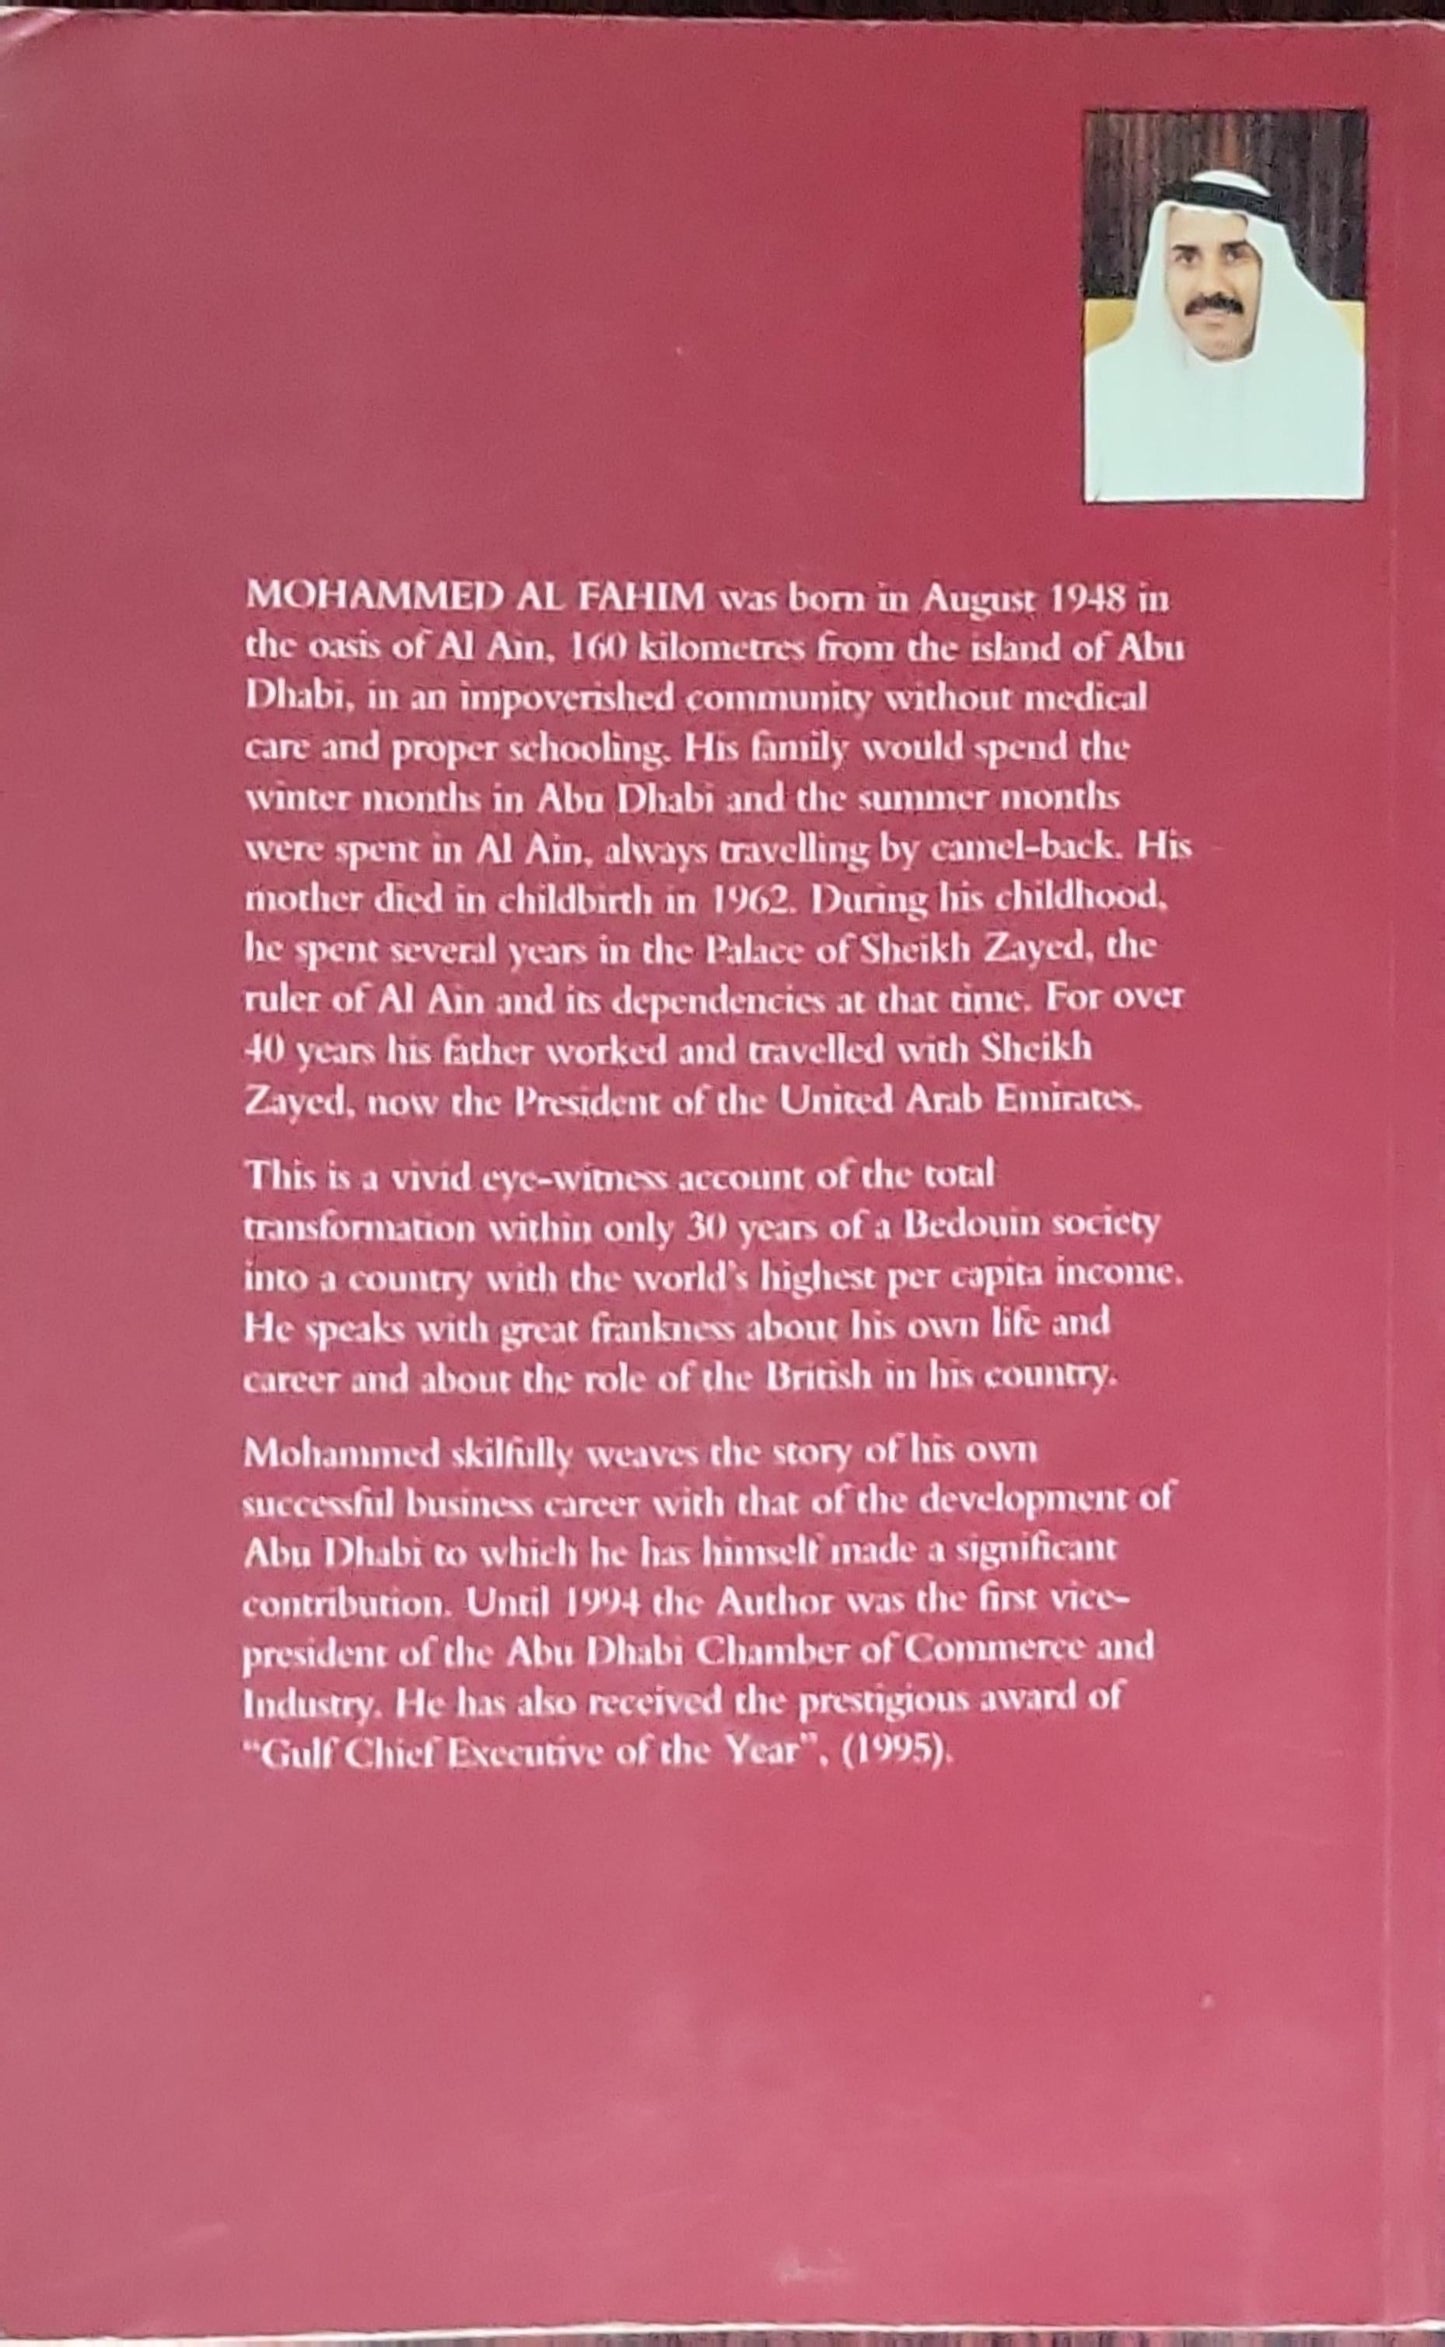 MOHAMMED AL FAHIM was born in August 1948 in
the oasis of Al Ain, 160 kilometres from the island of Abu
Dhabi, in an impoverished community without medical
care and proper schooling. His family would spend the
winter months in Abu Dhabi and the summer months
were spent in Al Ain, always travelling by camel-back. His
mother died in childbirth in 1962. During his childhood,
he spent several years in the Palace of Sheikh Zayed, the
ruler of Al Ain and its dependencies at that time. For over
40 years his father worked and travelled with Sheikh
Zayed, now the President of the United Arab Emirates.
This is a vivid eye-witness account of the total
transformation within only 30 years of a Bedouin society
into a country with the world's highest per capita income.
He speaks with great frankness about his own life and
career and about the role of the British in his country.
Mohammed skilfully weaves the story of his own
successful business career with that of the development of
Abu Dhabi to which he has himself made a significant
contribution. Until 1994 the Author was the first vice-
president of the Abu Dhabi Chamber of Commerce and
Industry. He has also received the prestigious award of
“Gulf Chief Executive of the Year”, (1995).